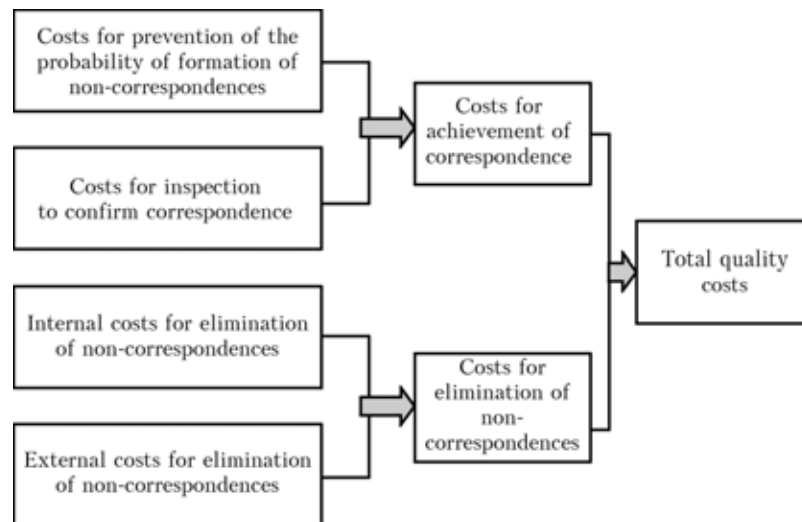 Costs for prevention of the
probability of formation of
non-correspondences
Costs for inspection
to confirm correspondence
Internal costs for elimination
of non-correspondences
External costs for elimination
of non-correspondences
Costs for
achievement of
correspondence
Costs for
elimination of
non-
correspondences
Total quality
costs